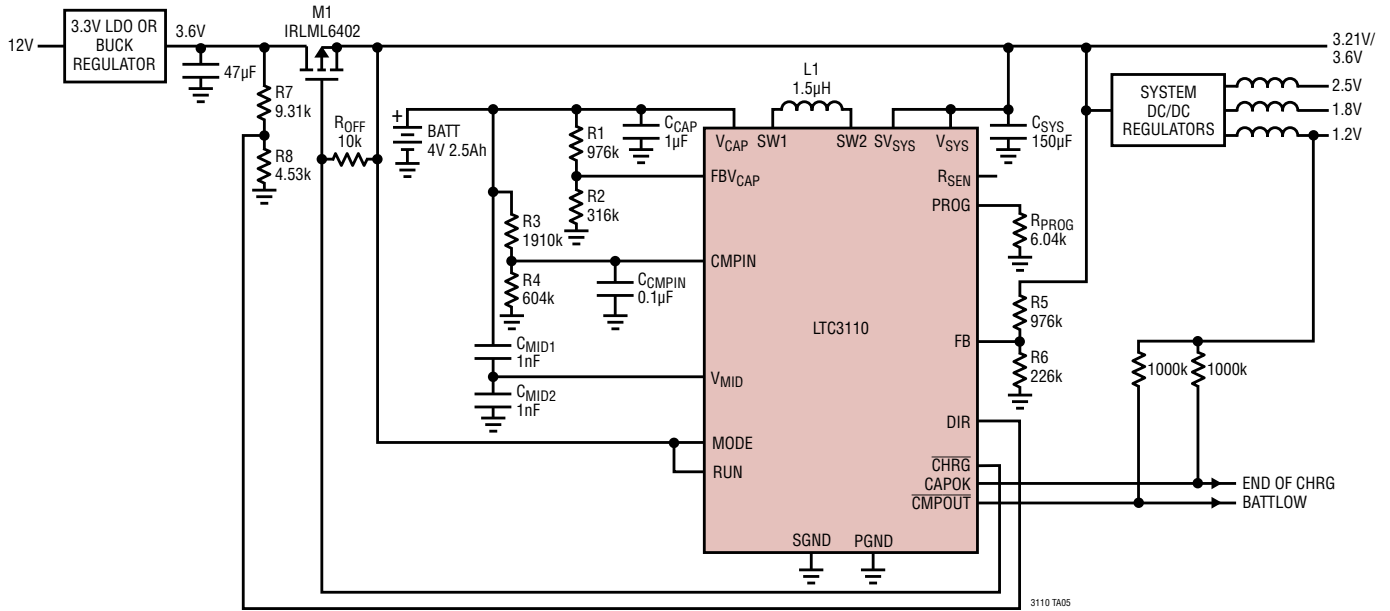 12V
3.3V LDO OR
BUCK
REGULATOR
3.6V
47µF
M1
IRLML6402
R7
9.31k
R8
4.53k
ROFF
10k
+
BATT
4V 2.5Ah
R1
976k
R2
316k
CCAP
1µF
R3
1910k
R4
604k
CCMPIN
0.1µF
CMID1
1nF
CMID2
1nF
L1
1.5µH
VCAP
SW1
SW2
SVSYS
VSYS
FBVCAP
CMPIN
VMID
MODE
RUN
LTC3110
RSEN
PROG
FB
DIR
CHRG
CAPOK
CMPOUT
SGND
PGND
CSYS
150µF
RPROG
6.04k
R5
976k
R6
226k
SYSTEM
DC/DC
REGULATORS
3.21V/
3.6V
2.5V
1.8V
1.2V
1000k
1000k
END OF CHRG
BATTLOW
3110 TA05